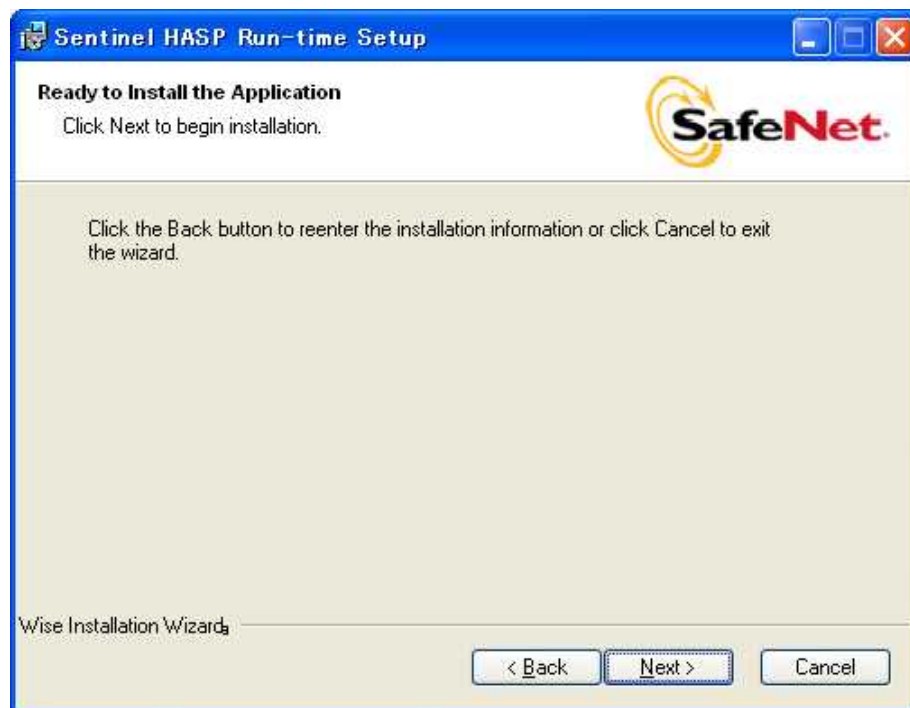 Sentinel HASP Run-time Setup
Ready to Install the Application
Click Next to begin installation.
SafeNet.
Click the Back button to reenter the installation information or click Cancel to exit
the wizard.
Wise Installation Wizard
< Back
Next >
Cancel